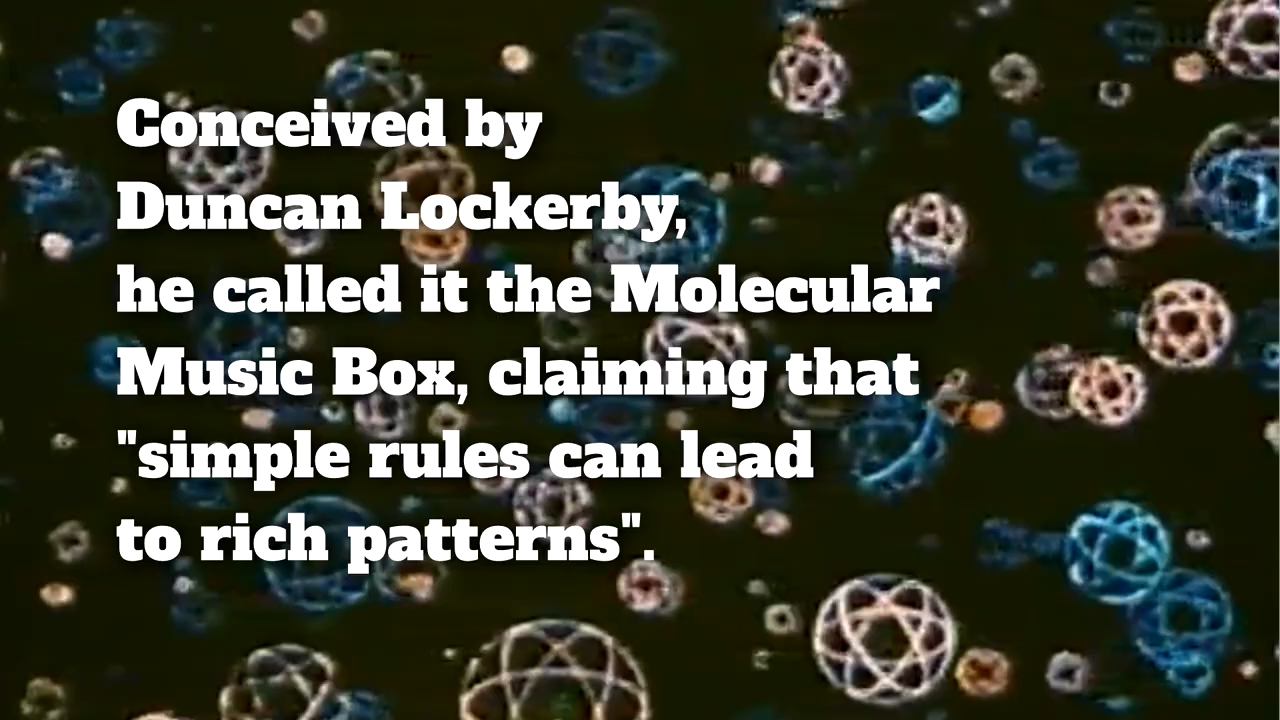 Conceived by
Duncan Lockerby,
he called it the Molecular
Music Box, claiming that
"simple rules can lead
to rich patterns".